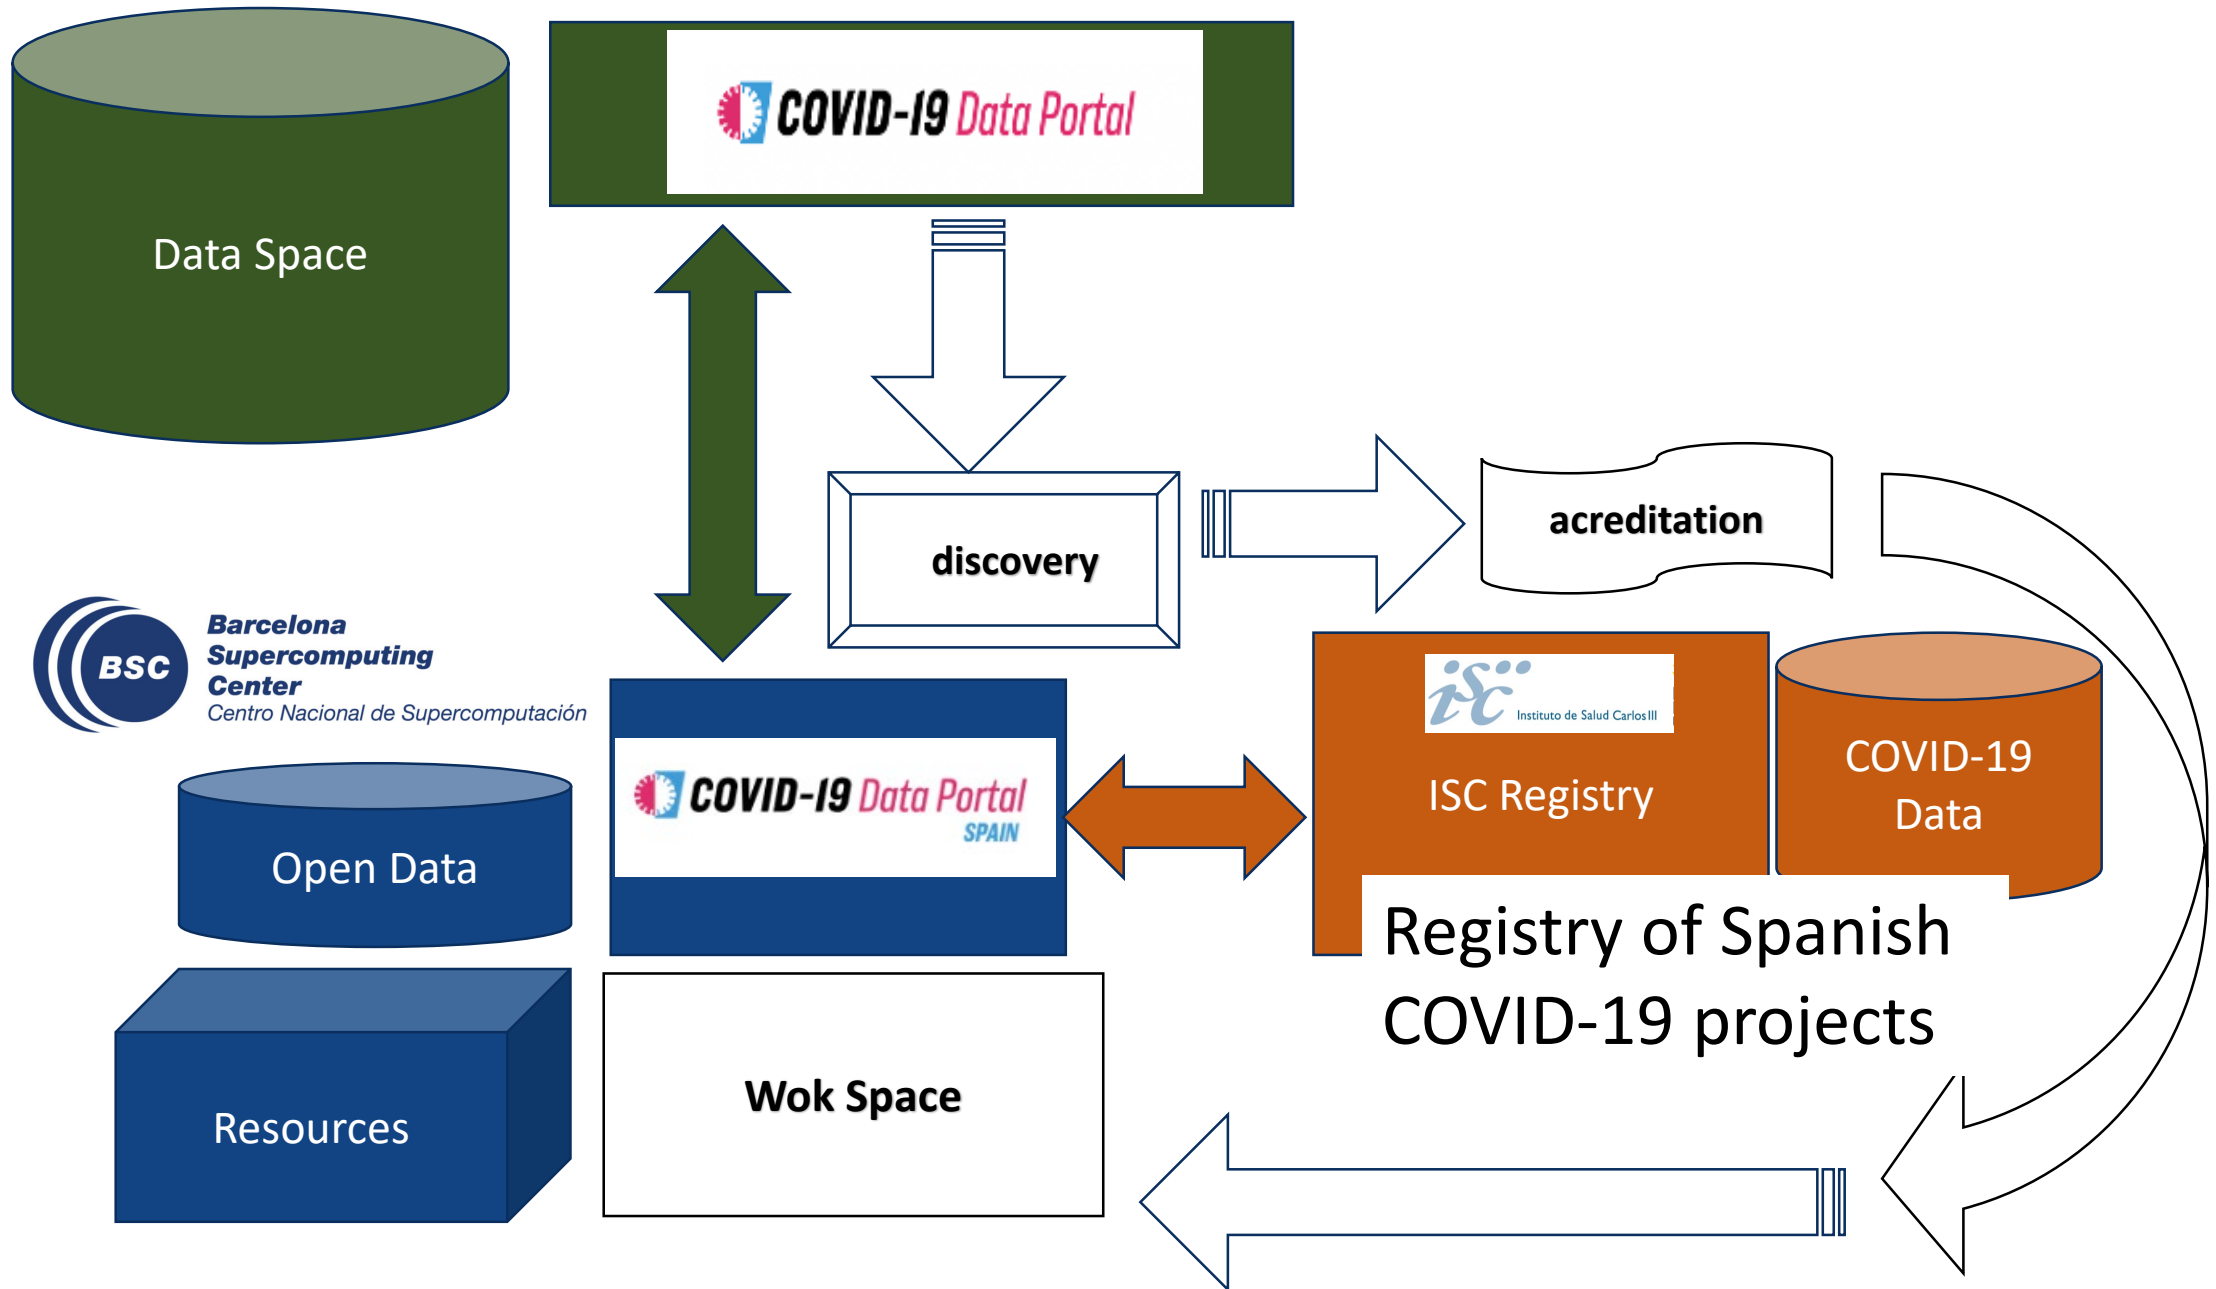 COVID-19 Data Portal
Data Space
discovery
acreditation
BSC
Barcelona
Supercomputing
Center
Centro Nacional de Supercomputación
COVID-19 Data Portal
SPAIN
isc
Instituto de Salud Carlos III
ISC Registry
COVID-19
Data
Open Data
Registry of Spanish
COVID-19 projects
Wok Space
Resources